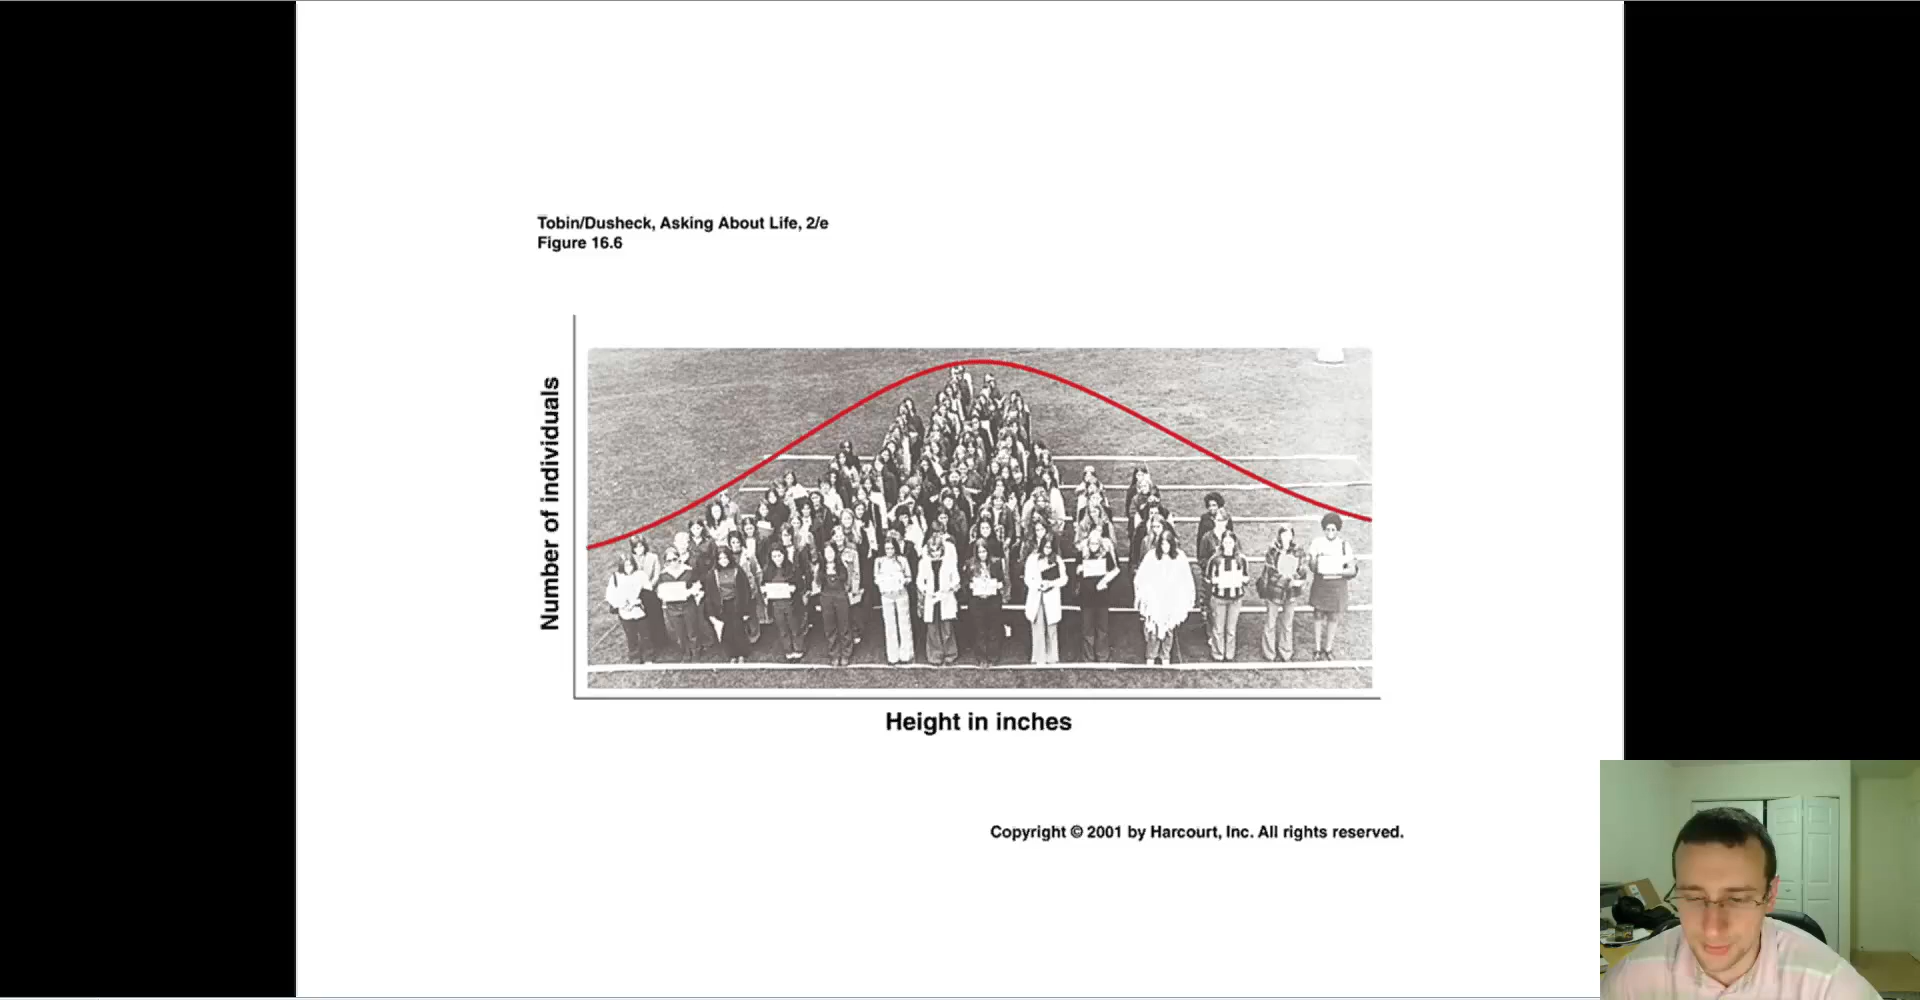 Tobin/Dusheck, Asking About Life, 2/e
Figure 16.6
Number of individuals
Height in inches
Copyright © 2001 by Harcourt, Inc. All rights reserved.